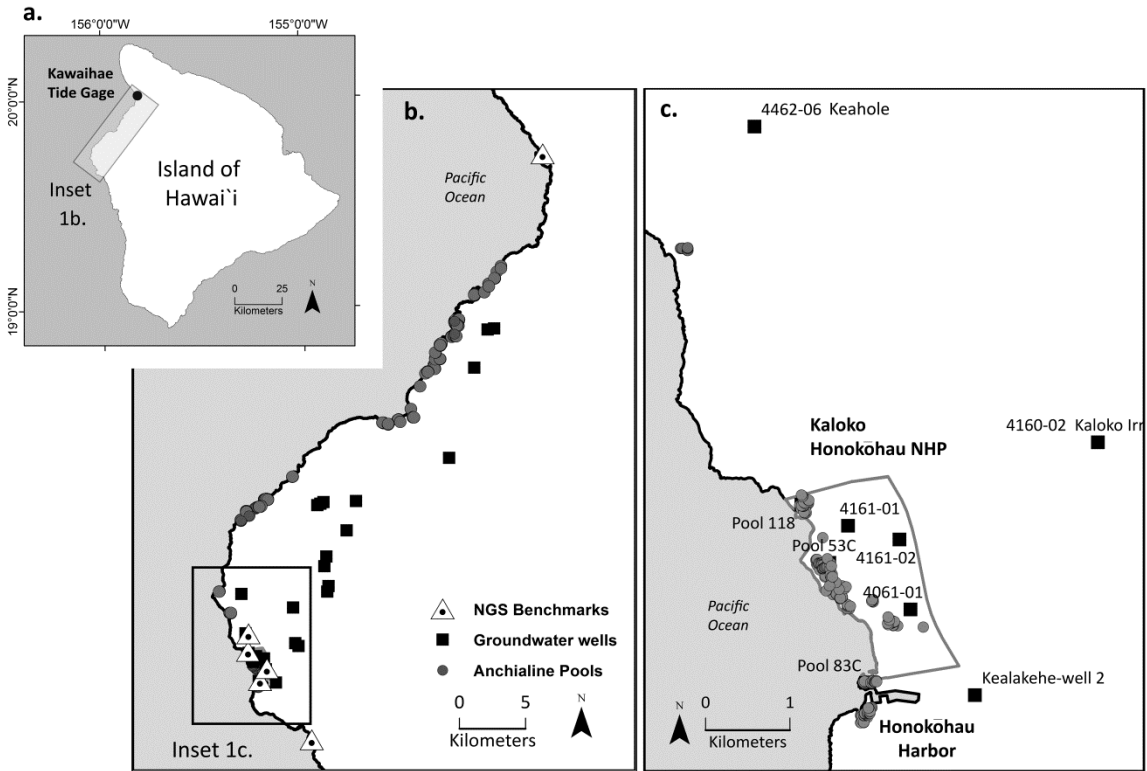 a.
156°0'0"W
155°0'0"W
20°0'0"N
19°0'0"N
Kawaihae
Tide Gage
Island of
Hawai`i
Inset
1b.
0 25
Kilometers
N
b.
Pacific
Ocean
NGS Benchmarks
Groundwater wells
Anchialine Pools
0 5
Kilometers
N
Inset 1c.
c.
4462-06 Keahole
4160-02 Kaloko Irr
Kaloko
Honokōhau NHP
Pool 118
4161-01
Pool 53C
4161-02
4061-01
Pacific
Ocean
Pool 83C
Kealakehe-well 2
N
0 1
Kilometers
Honokōhau
Harbor